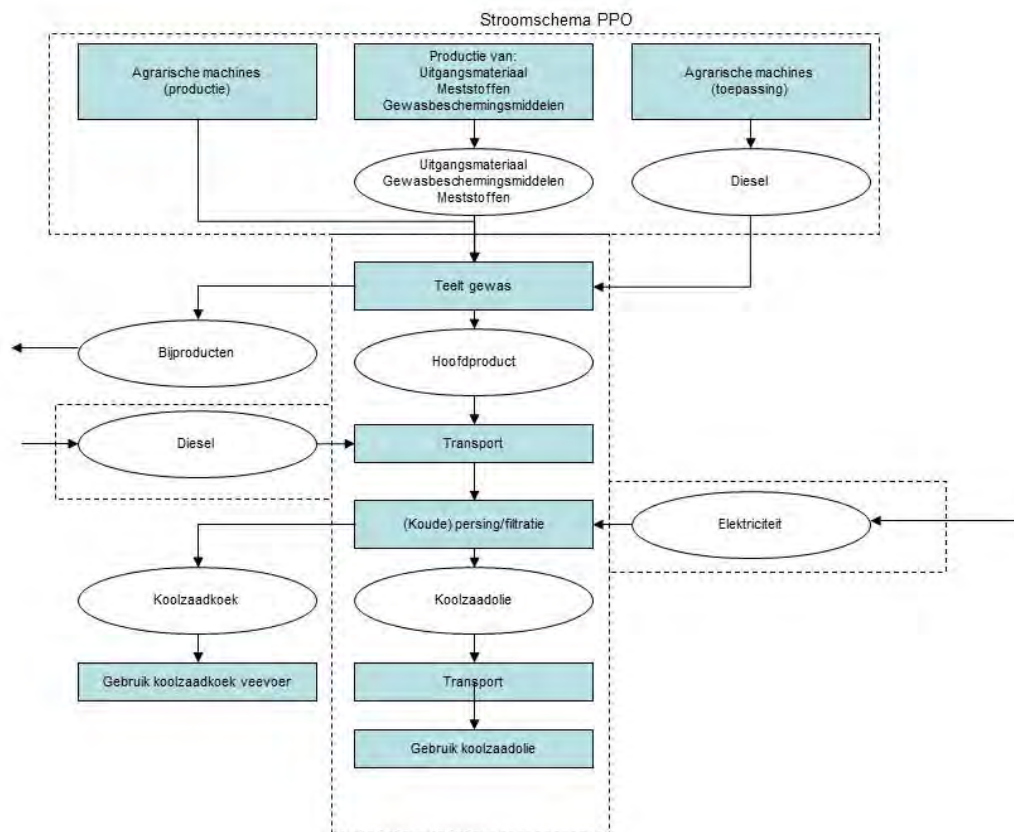 Stroomschema PPO
Agrarische machines
(productie)
Productie van:
Uitgangsmateriaal
Meststoffen
Gewasbeschermingsmiddelen
Agrarische machines
(toepassing)
Uitgangsmateriaal
Gewasbeschermingsmiddelen
Meststoffen
Diesel
Teelt gewas
Bijproducten
Hoofdproduct
Diesel
Transport
(Koude) persing/filtratie
Elektriciteit
Koolzaadkoek
Koolzaadolie
Gebruik koolzaadkoek veevoer
Transport
Gebruik koolzaadolie